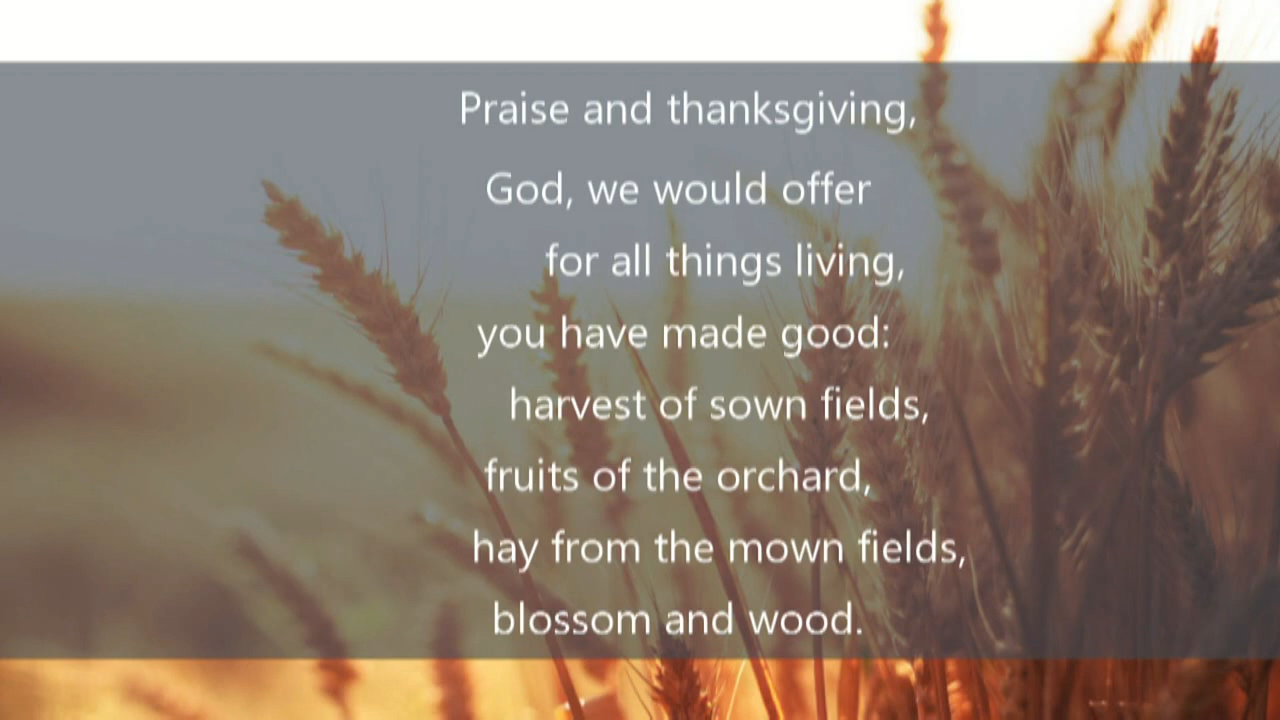 Praise and thanksgiving,
God, we would offer
for all things living,
you have made good:
harvest of sown fields,
fruits of the orchard,
hay from the mown fields,
blossom and wood.